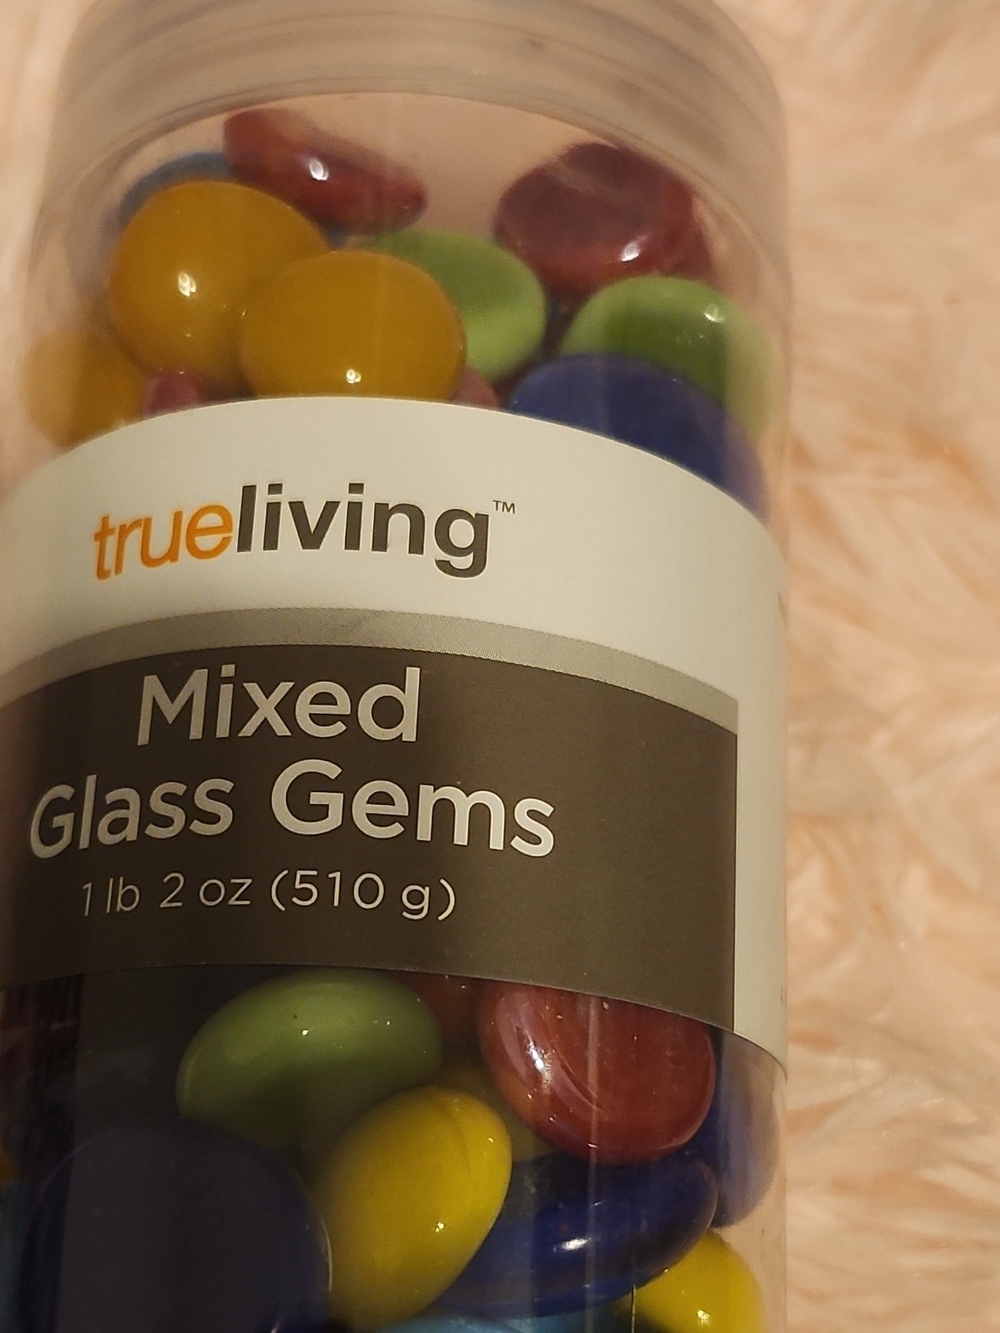 trueliving™
Mixed
Glass Gems
1 lb 2 oz (510 g)